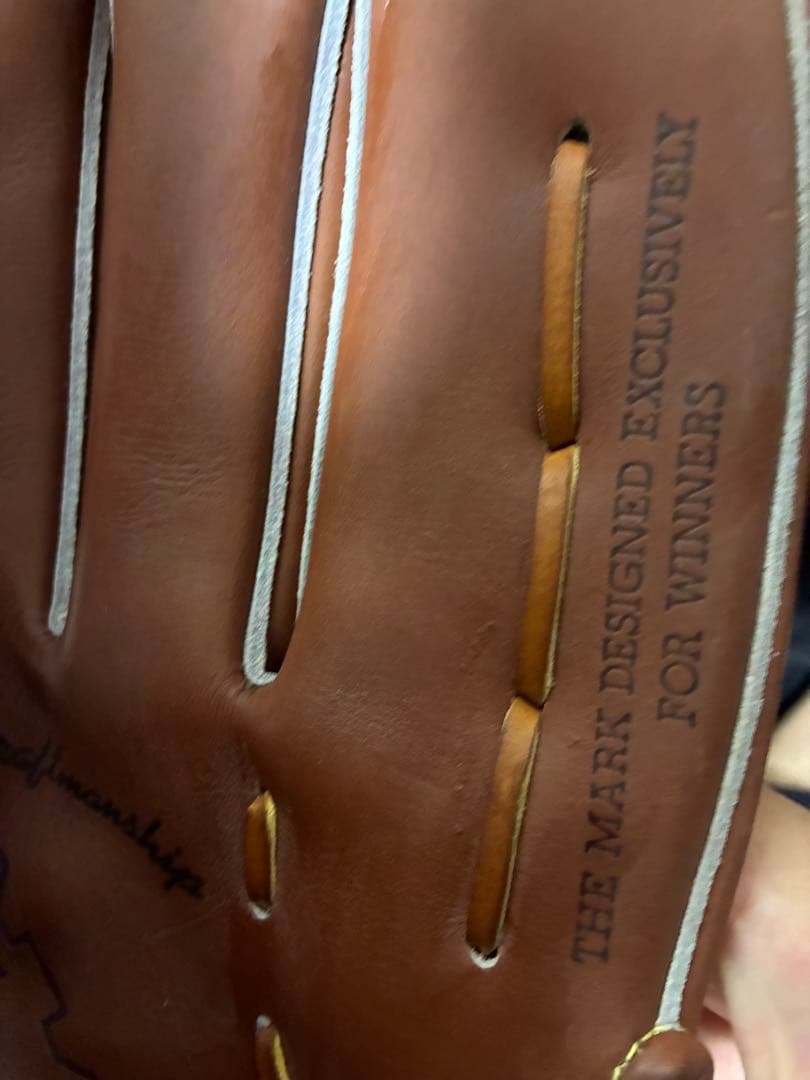 THE MARK DESIGNED EXCLUSIVELY
FOR WINNERS